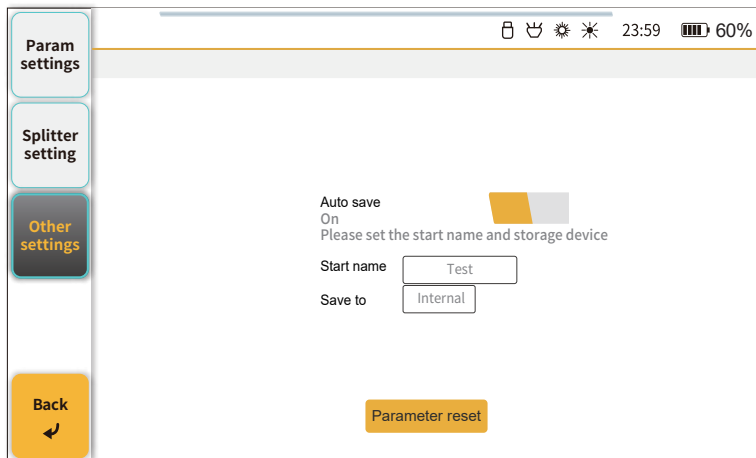 23:59 60%
Param
settings
Splitter
setting
Other
settings
Auto save
On
Please set the start name and storage device
Start name Test
Save to Internal
Parameter reset
Back